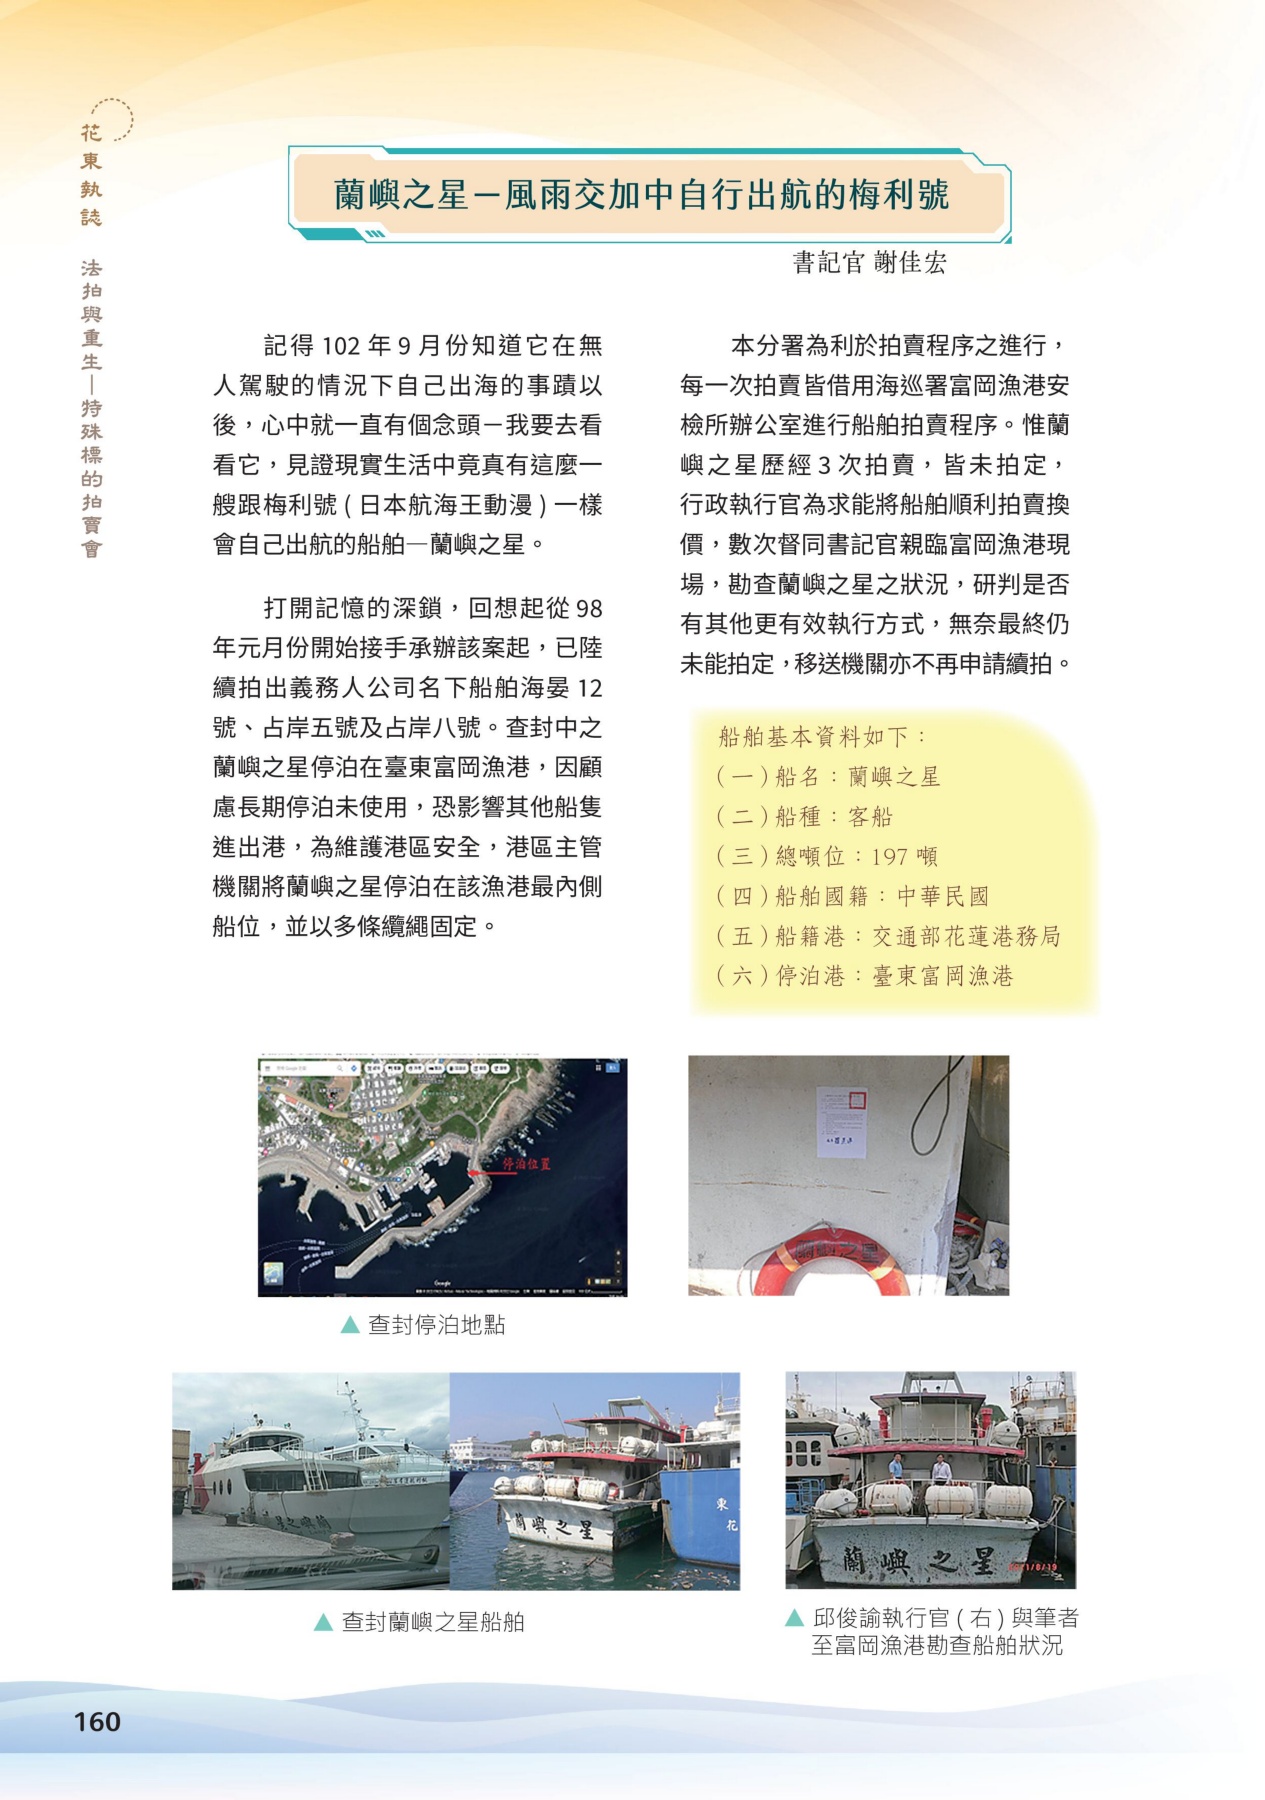 花東執誌 法拍與重生—特殊標的拍賣會
蘭嶼之星－風雨交加中自行出航的梅利號
書記官 謝佳宏
記得 102 年 9 月份知道它在無
人駕駛的情況下自己出海的事蹟以
後，心中就一直有個念頭－我要去看
看它，見證現實生活中竟真有這麼一
艘跟梅利號 ( 日本航海王動漫 ) 一樣
會自己出航的船舶—蘭嶼之星。
打開記憶的深鎖，回想起從 98
年元月份開始接手承辦該案起，已陸
續拍出義務人公司名下船舶海晏 12
號、占岸五號及占岸八號。查封中之
蘭嶼之星停泊在臺東富岡漁港，因顧
慮長期停泊未使用，恐影響其他船隻
進出港，為維護港區安全，港區主管
機關將蘭嶼之星停泊在該漁港最內側
船位，並以多條纜繩固定。
本分署為利於拍賣程序之進行，
每一次拍賣皆借用海巡署富岡漁港安
檢所辦公室進行船舶拍賣程序。惟蘭
嶼之星歷經 3 次拍賣，皆未拍定，
行政執行官為求能將船舶順利拍賣換
價，數次督同書記官親臨富岡漁港現
場，勘查蘭嶼之星之狀況，研判是否
有其他更有效執行方式，無奈最終仍
未能拍定，移送機關亦不再申請續拍。
船舶基本資料如下：
（一）船名：蘭嶼之星
（二）船種：客船
（三）總噸位：197 噸
（四）船舶國籍：中華民國
（五）船籍港：交通部花蓮港務局
（六）停泊港：臺東富岡漁港
停泊位置
Google
▲ 查封停泊地點
蘭嶼之星
蘭嶼之星
蘭嶼之星
東
花
▲ 查封蘭嶼之星船舶
蘭嶼之星
▲ 邱俊諭執行官 ( 右 ) 與筆者
至富岡漁港勘查船舶狀況
160